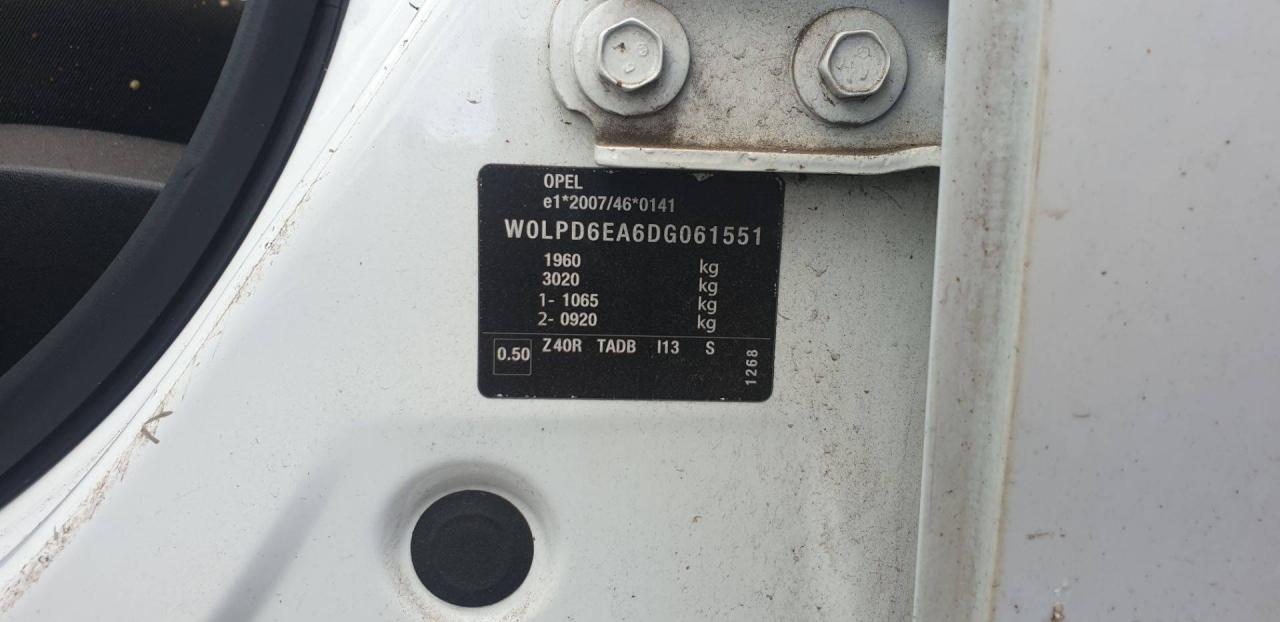 OPEL
e1*2007/46*0141
W0LPD6EA6DG061551
1960 kg
3020 kg
1- 1065 kg
2- 0920 kg
0.50 Z40R TADB I13 S
1268